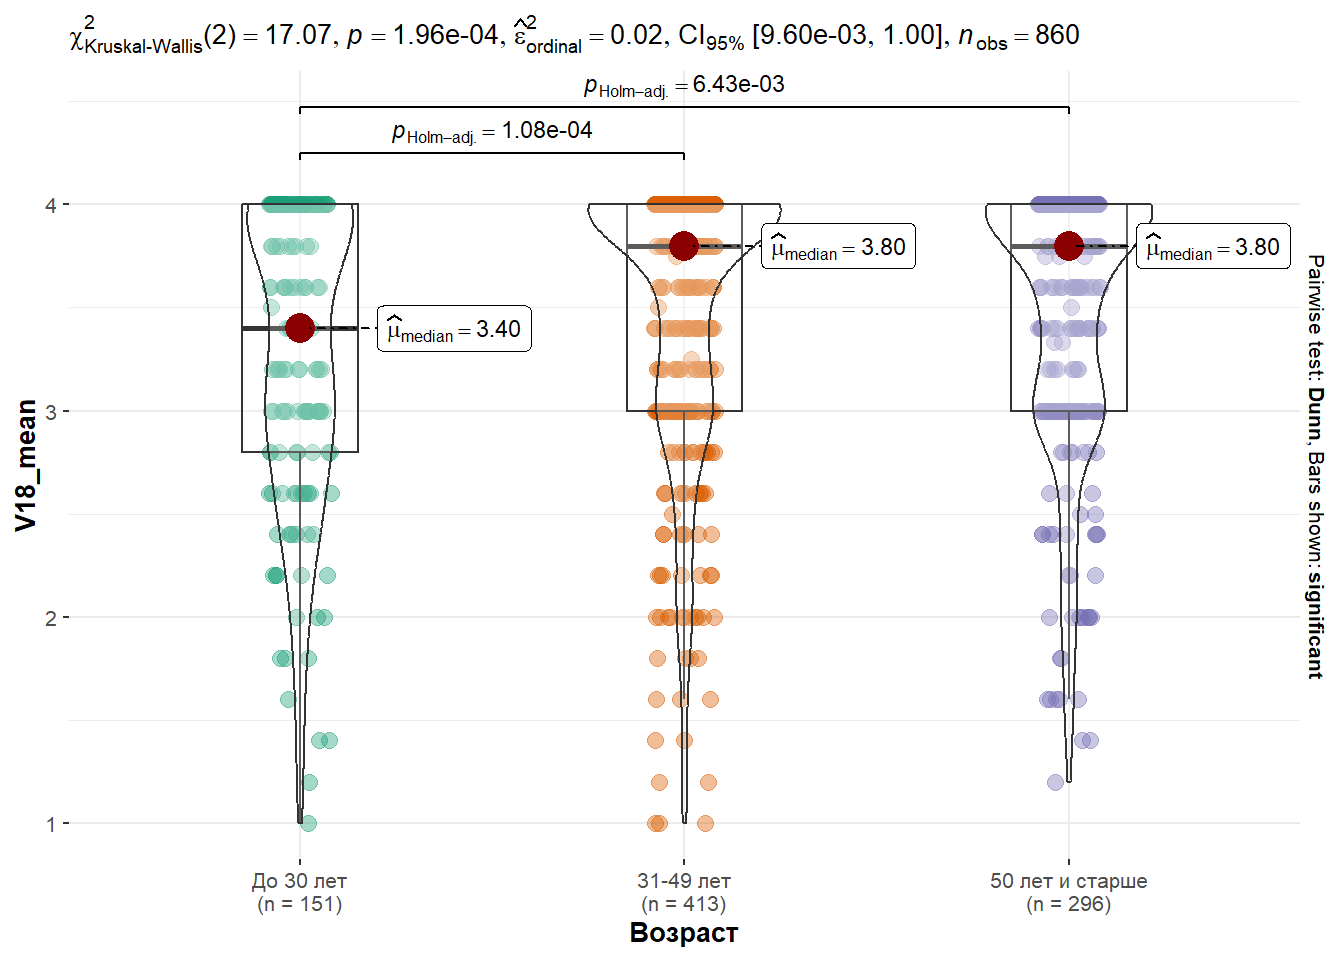 χ²Kruskal-Wallis(2) = 17.07, p = 1.96e-04, ε̂²ordinal = 0.02, CI95% [9.60e-03, 1.00], nobs = 860
pHolm–adj. = 6.43e-03
pHolm–adj. = 1.08e-04
4
3
2
1
V18_mean
μ̂median = 3.40
μ̂median = 3.80
μ̂median = 3.80
Pairwise test: Dunn, Bars shown: significant
До 30 лет
(n = 151)
31-49 лет
(n = 413)
50 лет и старше
(n = 296)
Возраст